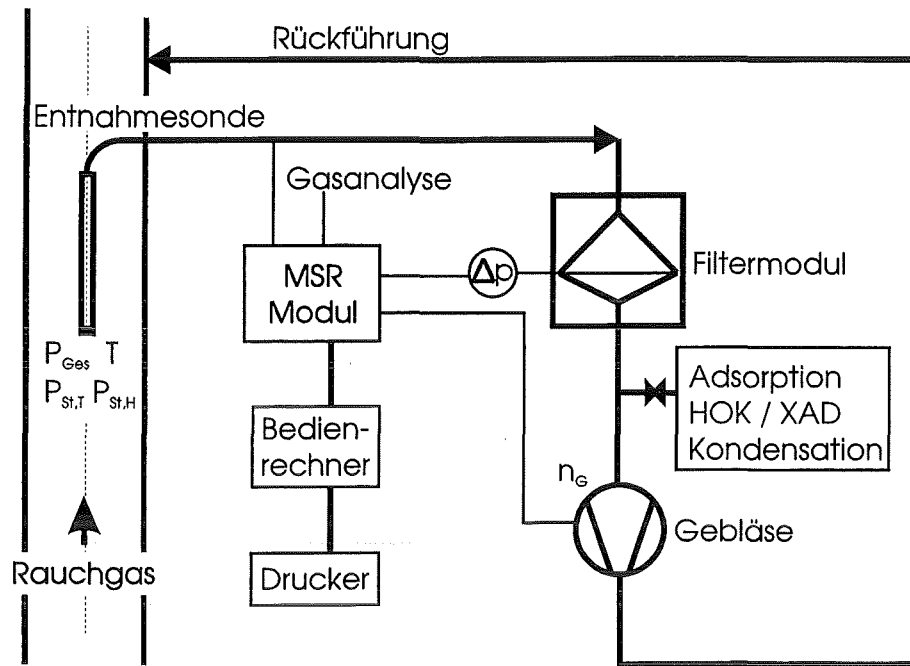 Rückführung
Entnahmesonde
Gasanalyse
MSR
Modul
Δp
Filtermodul
P_Ges T
P_St,T P_St,H
Adsorption
HOK / XAD
Kondensation
Bedien-
rechner
n_G
Gebläse
Rauchgas
Drucker